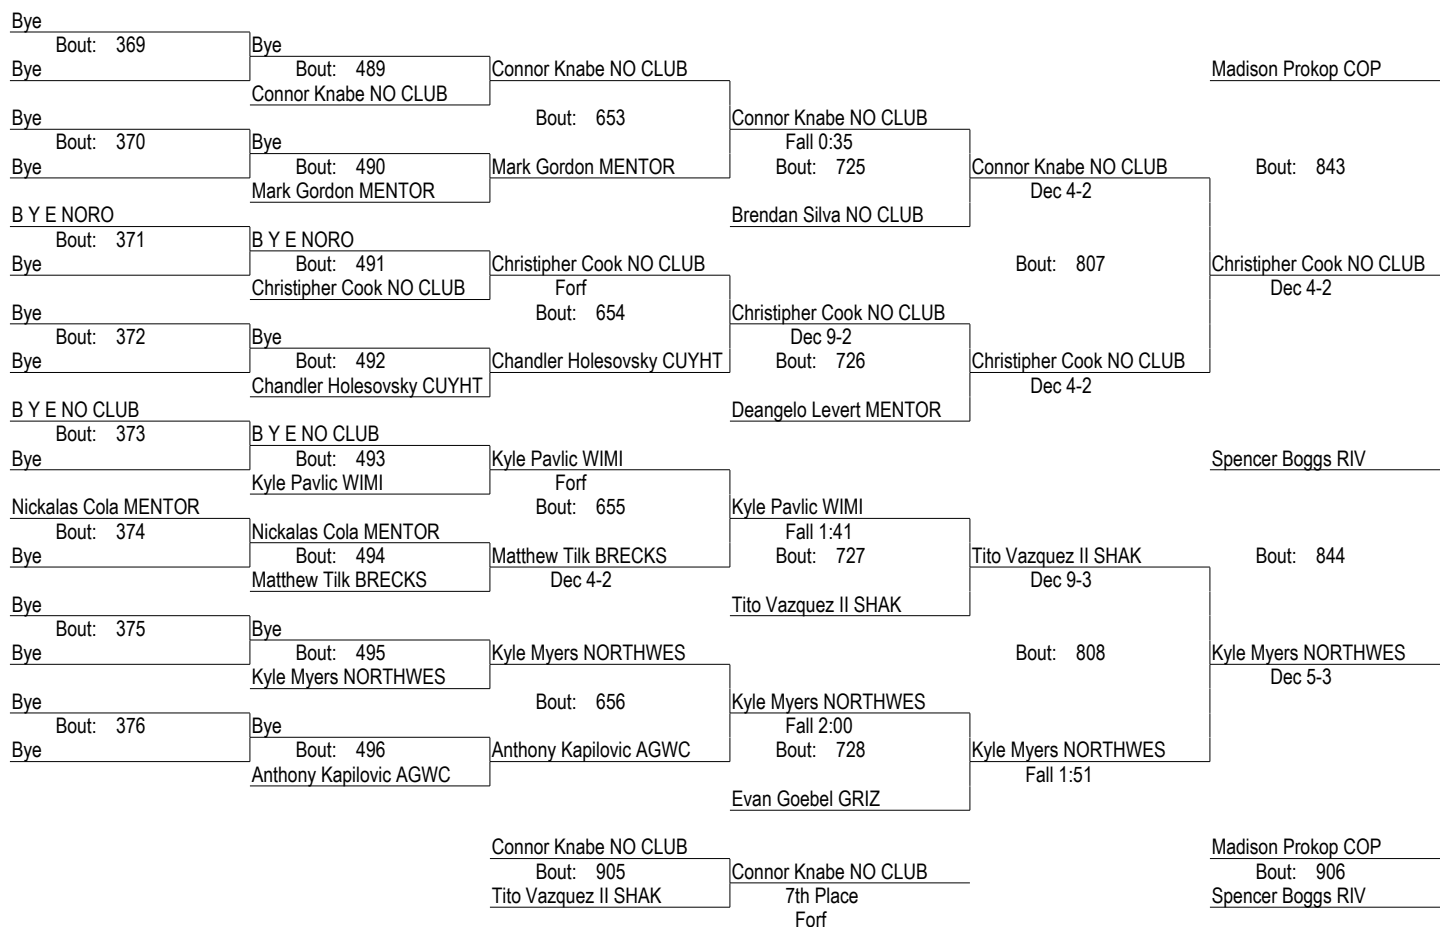 Bye
Bout: 369 Bye
Bye Bout: 489 Connor Knabe NO CLUB Madison Prokop COP
Connor Knabe NO CLUB
Bye Bout: 653 Connor Knabe NO CLUB
Bout: 370 Bye Fall 0:35
Bye Bout: 490 Mark Gordon MENTOR Bout: 725 Connor Knabe NO CLUB Bout: 843
Mark Gordon MENTOR Dec 4-2
B Y E NORO Brendan Silva NO CLUB
Bout: 371 B Y E NORO
Bye Bout: 491 Christipher Cook NO CLUB Bout: 807 Christipher Cook NO CLUB
Christipher Cook NO CLUB Forf Dec 4-2
Bye Bout: 654 Christipher Cook NO CLUB
Bout: 372 Bye Dec 9-2
Bye Bout: 492 Chandler Holesovsky CUYHT Bout: 726 Christipher Cook NO CLUB
Chandler Holesovsky CUYHT Dec 4-2
B Y E NO CLUB Deangelo Levert MENTOR
Bout: 373 B Y E NO CLUB
Bye Bout: 493 Kyle Pavlic WIMI Spencer Boggs RIV
Kyle Pavlic WIMI Forf
Nickalas Cola MENTOR Bout: 655 Kyle Pavlic WIMI
Bout: 374 Nickalas Cola MENTOR Fall 1:41
Bye Bout: 494 Matthew Tilk BRECKS Bout: 727 Tito Vazquez II SHAK Bout: 844
Matthew Tilk BRECKS Dec 4-2 Dec 9-3
Bye Tito Vazquez II SHAK
Bout: 375 Bye
Bye Bout: 495 Kyle Myers NORTHWES Bout: 808 Kyle Myers NORTHWES
Kyle Myers NORTHWES Dec 5-3
Bye Bout: 656 Kyle Myers NORTHWES
Bout: 376 Bye Fall 2:00
Bye Bout: 496 Anthony Kapilovic AGWC Bout: 728 Kyle Myers NORTHWES
Anthony Kapilovic AGWC Fall 1:51
Evan Goebel GRIZ
Connor Knabe NO CLUB Madison Prokop COP
Bout: 905 Connor Knabe NO CLUB Bout: 906
Tito Vazquez II SHAK 7th Place Spencer Boggs RIV
Forf